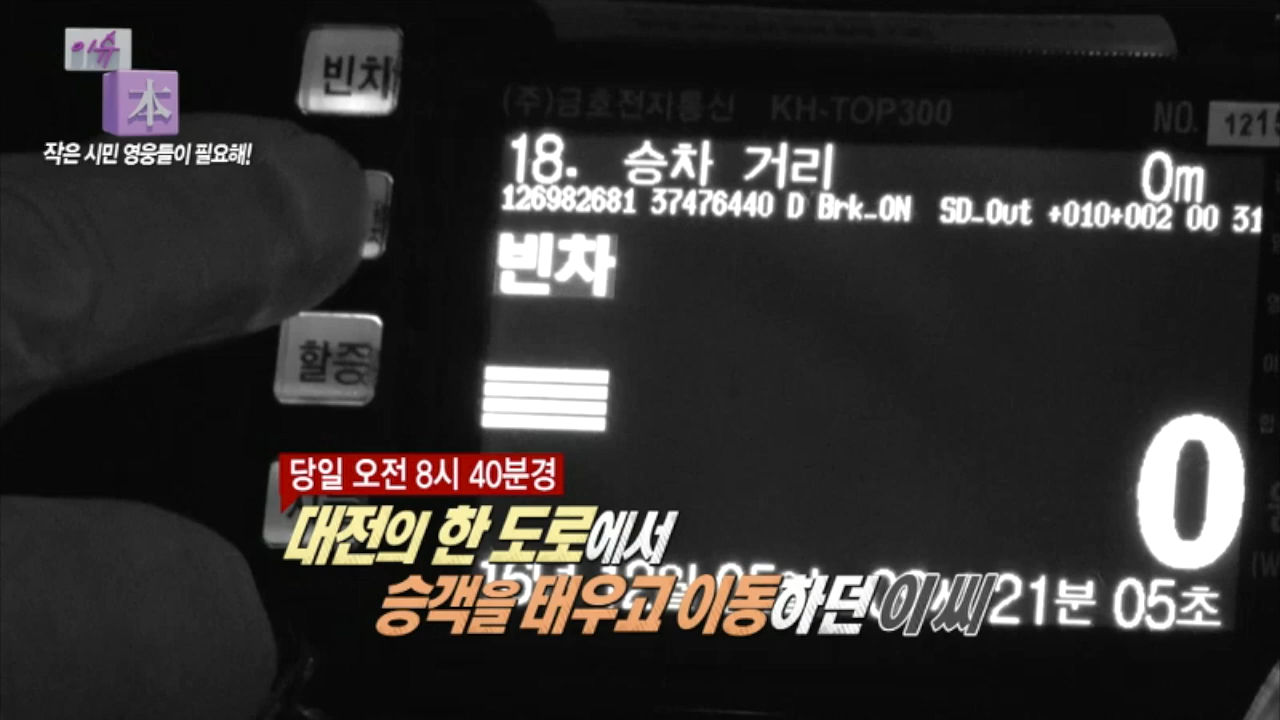 이슈
本
작은 시민 영웅들이 필요해!
빈차
(주)금호전자통신 KH-TOP300 NO. 1215
18. 승차 거리 0m
126982681 37476440 D Brk_ON SD_Out +010+002 00 31
빈차
할증
0
당일 오전 8시 40분경
대전의 한 도로에서
승객을 태우고 이동하던 이 씨
21분 05초